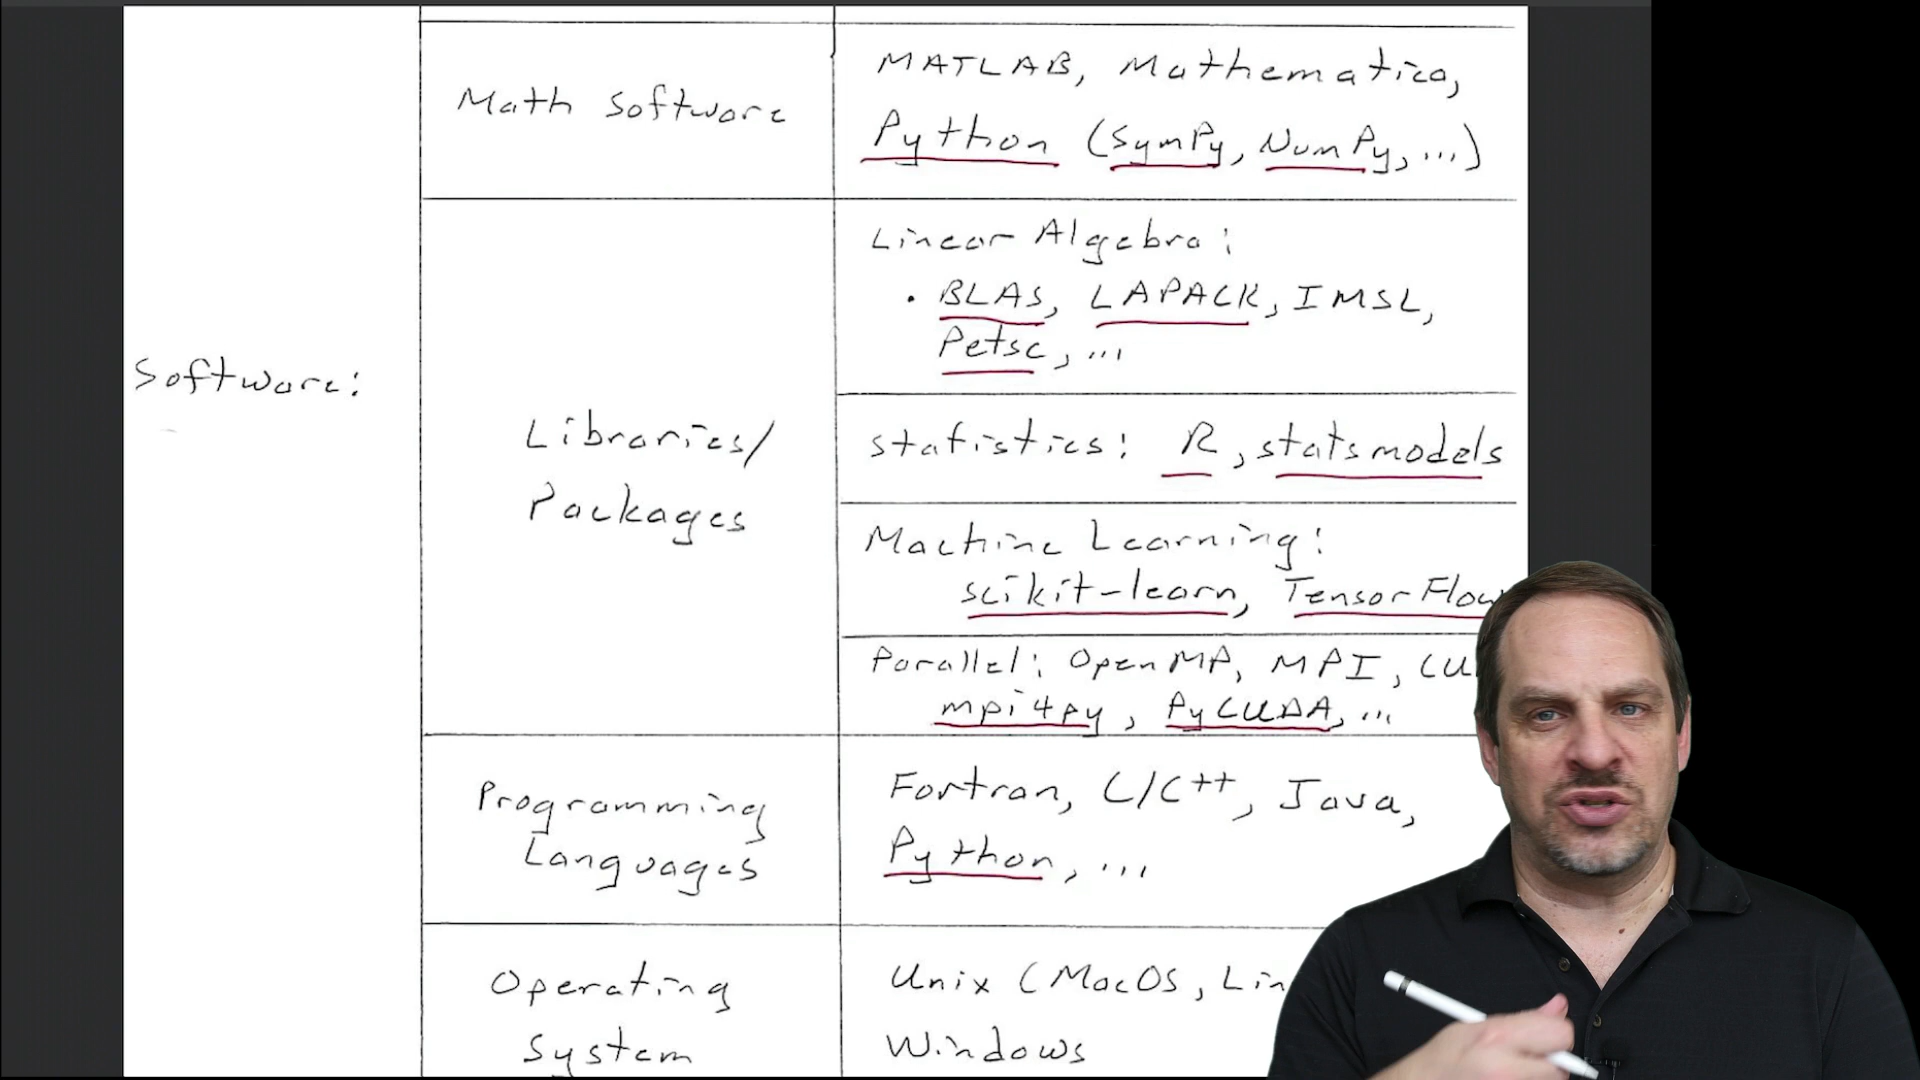 Software:
Math Software
MATLAB, Mathematica,
Python (SymPy, NumPy, ...)
Libraries/
Packages
Linear Algebra:
• BLAS, LAPACK, IMSL,
Petsc, ...
Statistics: R, statsmodels
Machine Learning:
scikit-learn, TensorFlow
Parallel: OpenMP, MPI,
mpi4py, PyCUDA, ...
Programming
Languages
Fortran, C/C++, Java,
Python, ...
Operating
System
Unix (MacOS,
Windows